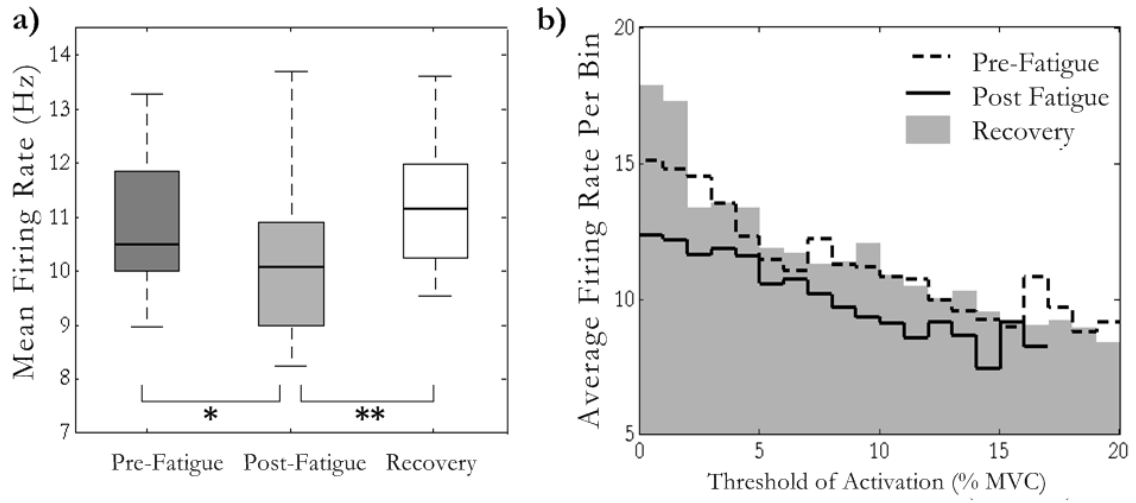 a)
Mean Firing Rate (Hz)
14
13
12
11
10
9
8
7
*
**
Pre-Fatigue Post-Fatigue Recovery
b)
Average Firing Rate Per Bin
20
15
10
5
Pre-Fatigue
Post Fatigue
Recovery
0 5 10 15 20
Threshold of Activation (% MVC)